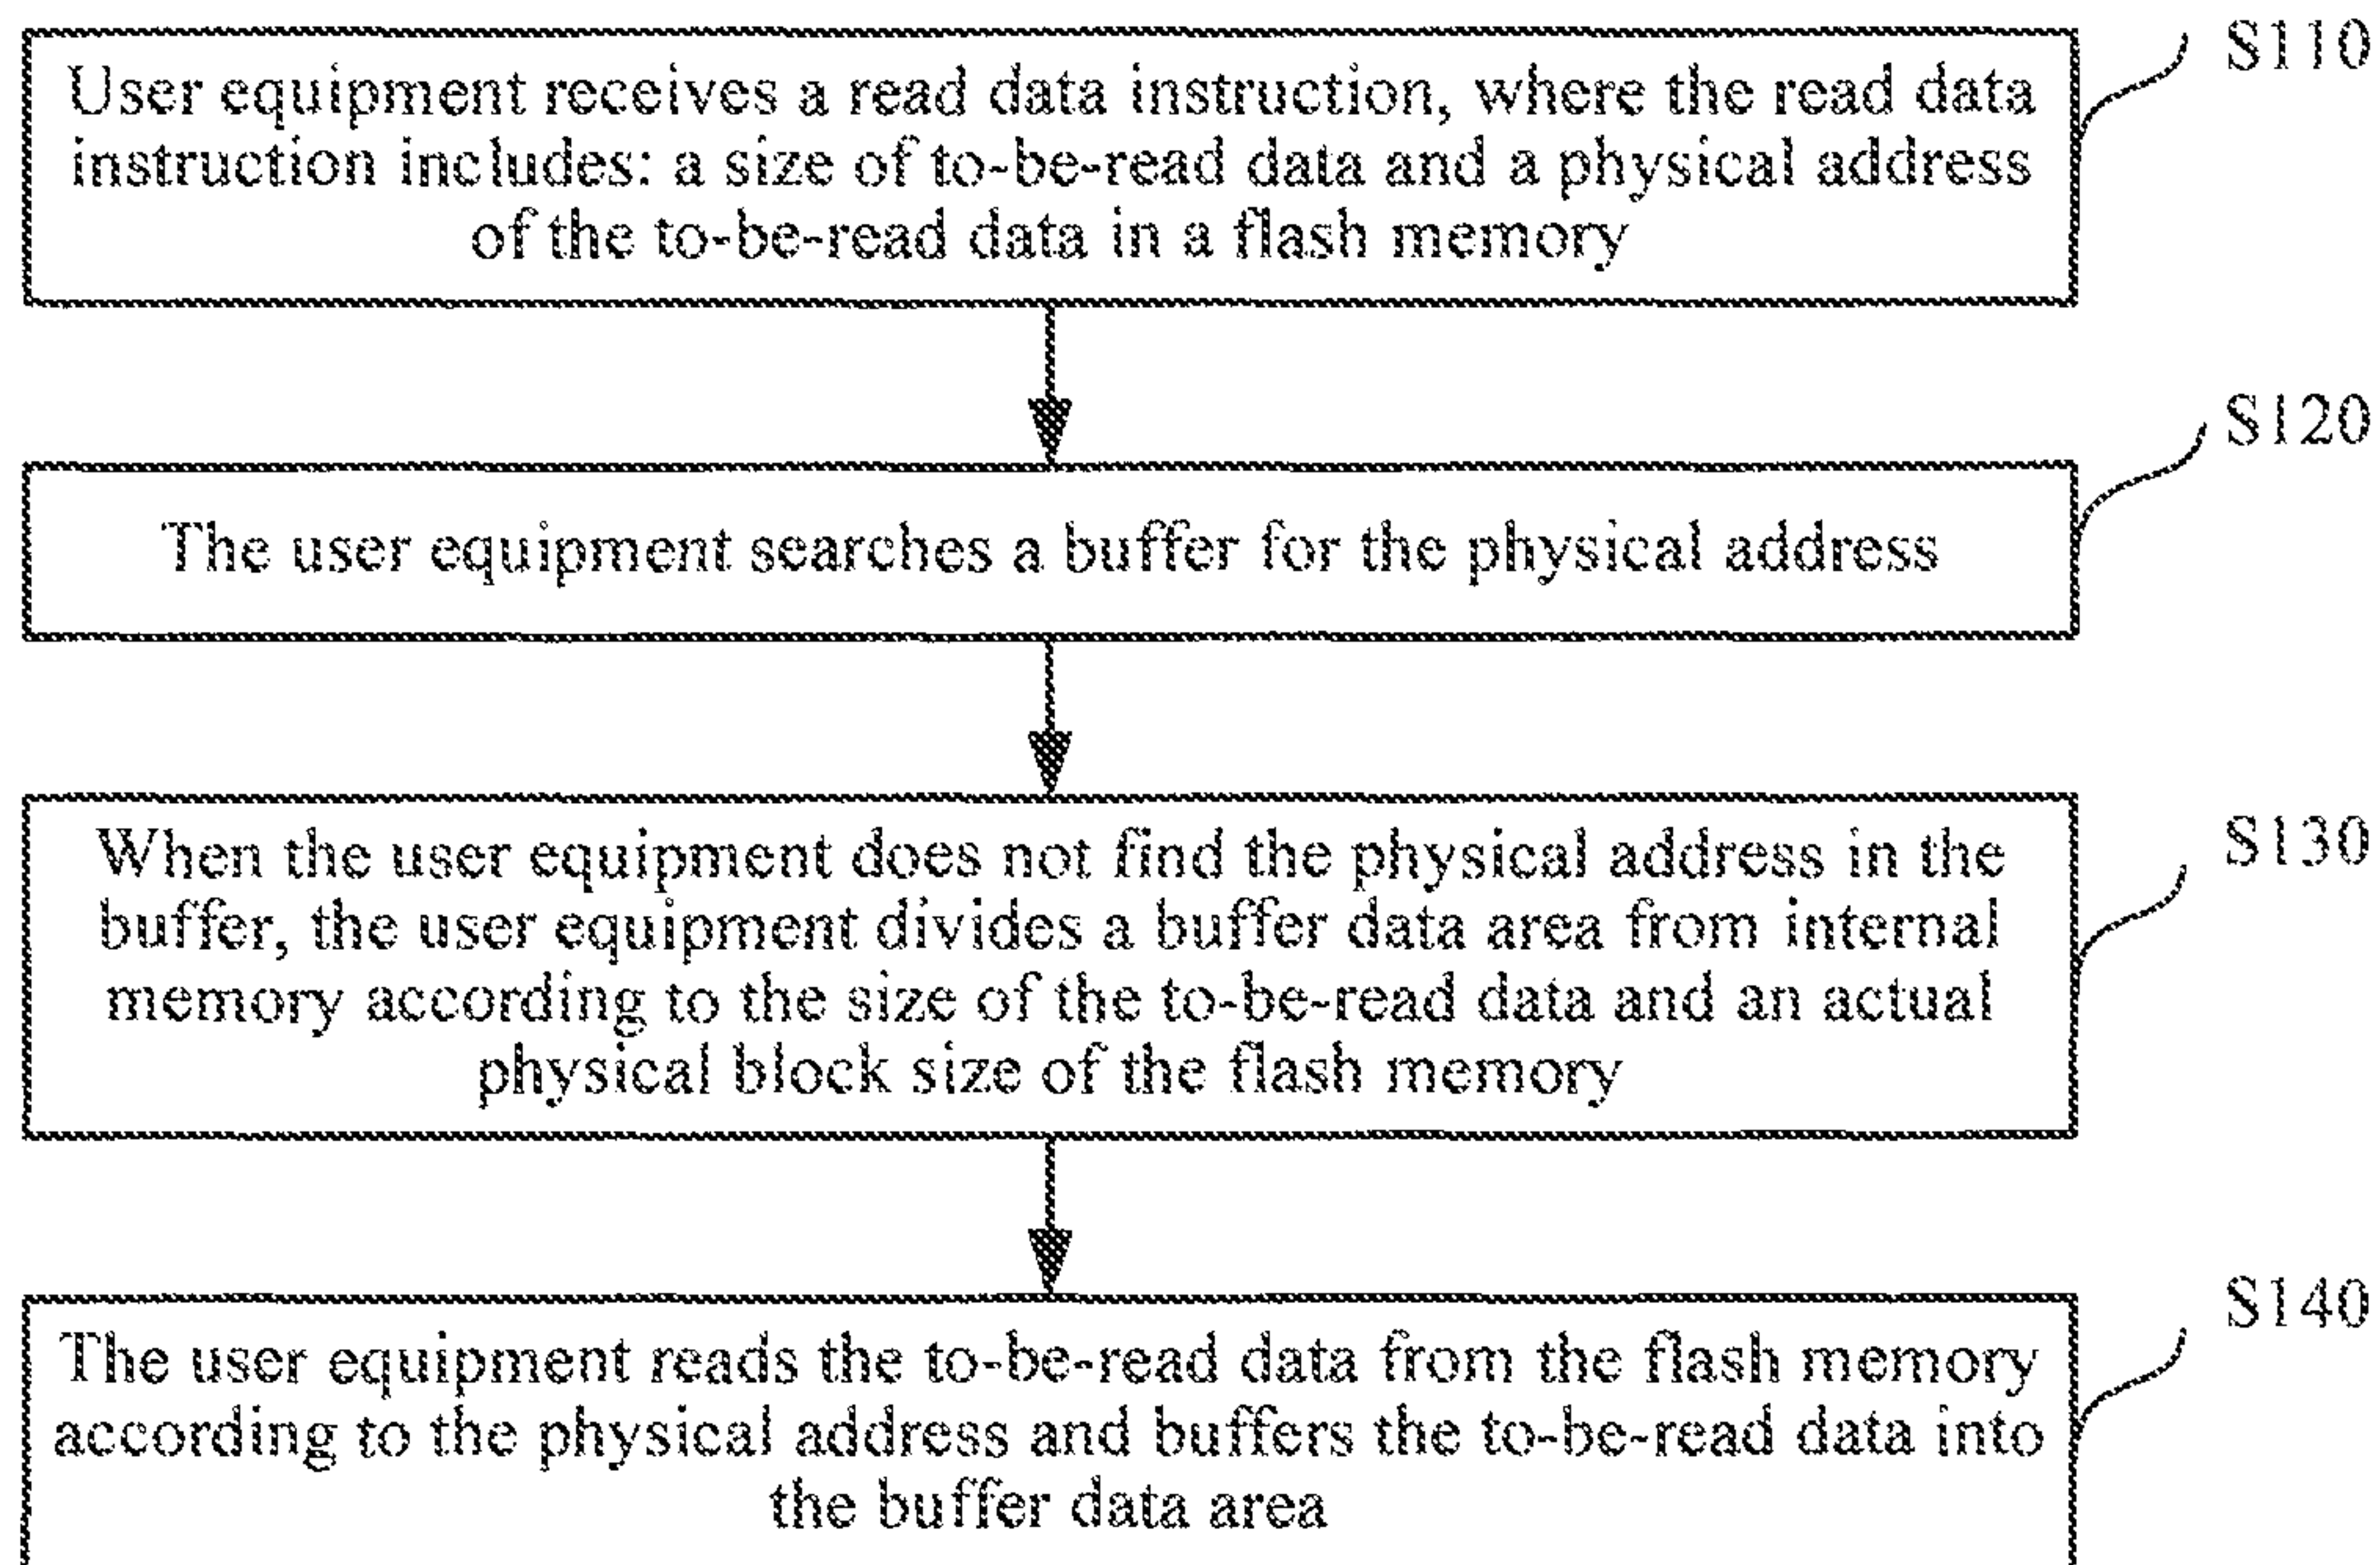 S110
User equipment receives a read data instruction, where the read data
instruction includes: a size of to-be-read data and a physical address
of the to-be-read data in a flash memory
S120
The user equipment searches a buffer for the physical address
S130
When the user equipment does not find the physical address in the
buffer, the user equipment divides a buffer data area from internal
memory according to the size of the to-be-read data and an actual
physical block size of the flash memory
S140
The user equipment reads the to-be-read data from the flash memory
according to the physical address and buffers the to-be-read data into
the buffer data area